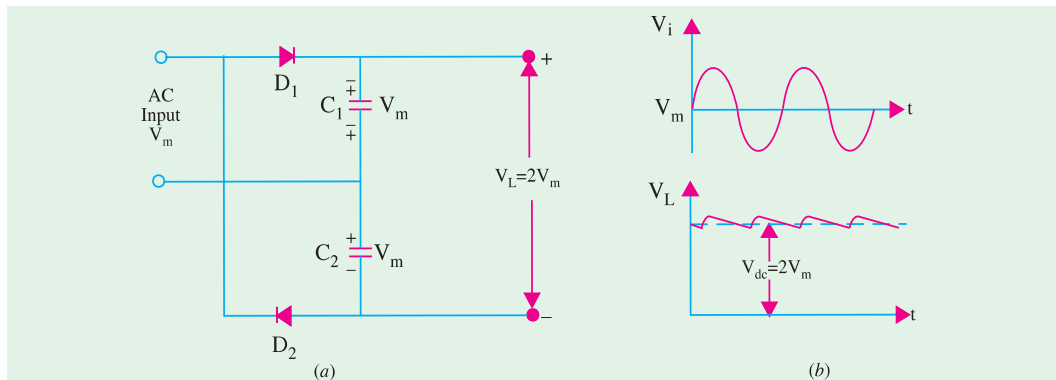 AC
Input
Vm
D1
C1
−
+
−
+
Vm
+
VL=2Vm
C2
+
−
Vm
D2
−
(a)
Vi
Vm
t
VL
Vdc=2Vm
t
(b)